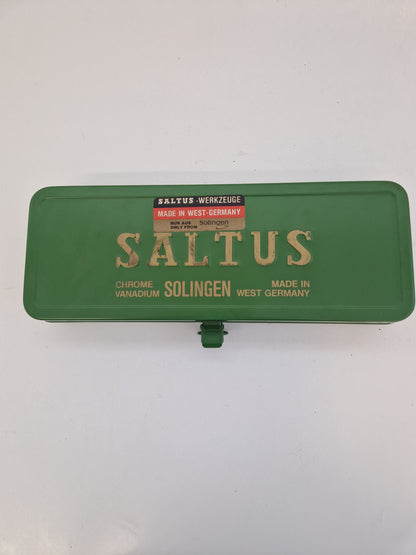 SALTUS-WERKZEUGE
MADE IN WEST-GERMANY
NUR AUS
ONLY FROM Solingen
SALTUS
CHROME
VANADIUM SOLINGEN MADE IN
WEST GERMANY